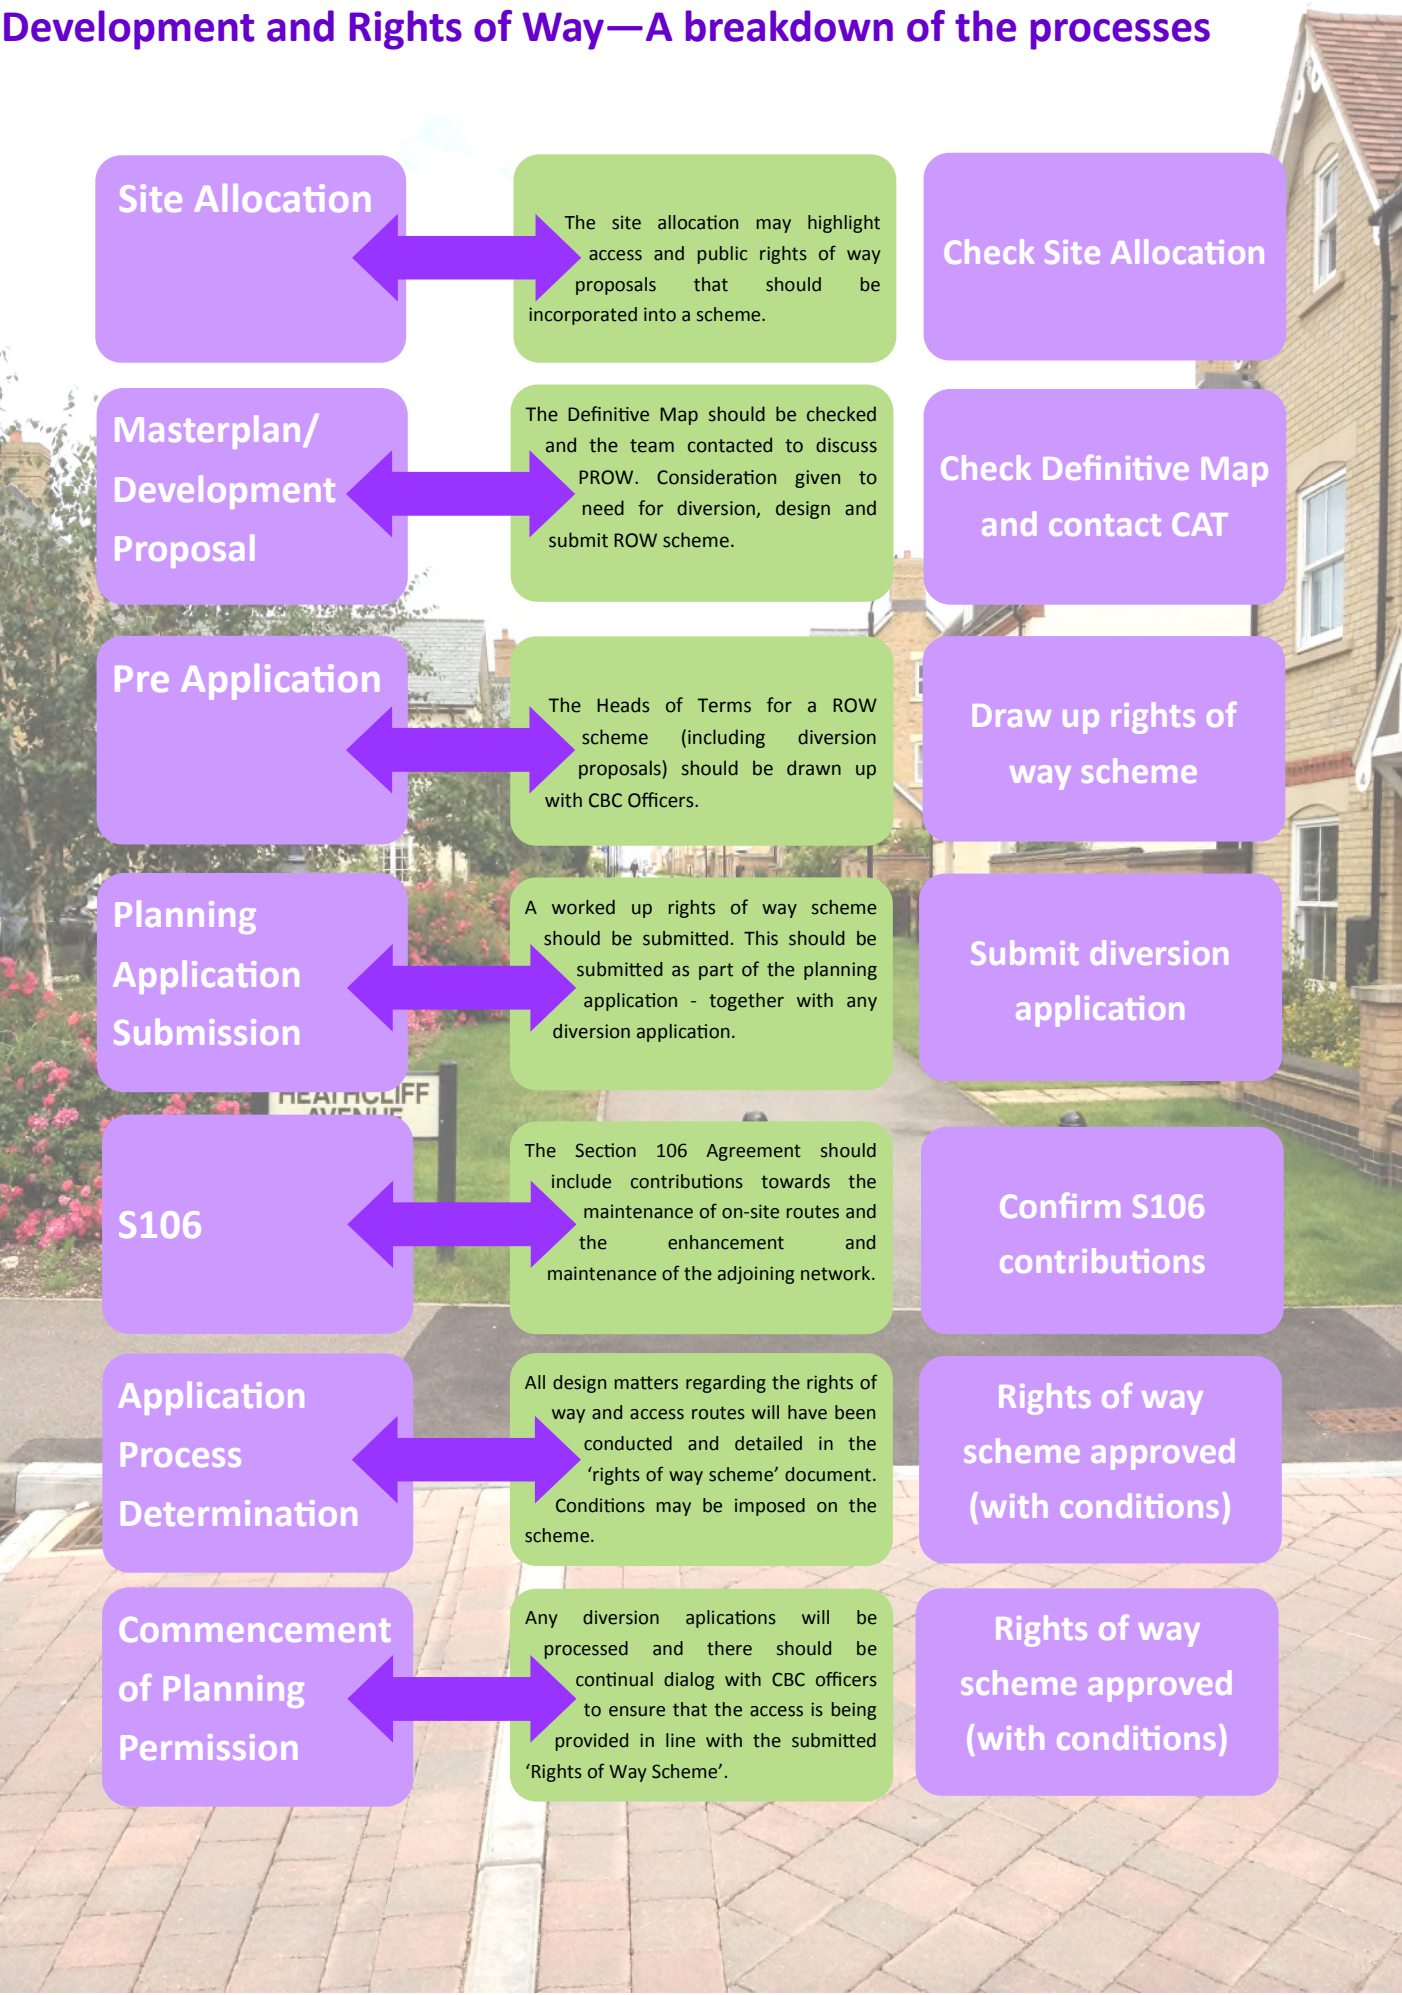 Development and Rights of Way—A breakdown of the processes
Site Allocation
The site allocation may highlight
access and public rights of way
proposals that should be
incorporated into a scheme.
Check Site Allocation
Masterplan/
Development
Proposal
The Definitive Map should be checked
and the team contacted to discuss
PROW. Consideration given to
need for diversion, design and
submit ROW scheme.
Check Definitive Map
and contact CAT
Pre Application
The Heads of Terms for a ROW
scheme (including diversion
proposals) should be drawn up
with CBC Officers.
Draw up rights of
way scheme
Planning
Application
Submission
A worked up rights of way scheme
should be submitted. This should be
submitted as part of the planning
application - together with any
diversion application.
Submit diversion
application
HEATHCLIFF
AVENUE
S106
The Section 106 Agreement should
include contributions towards the
maintenance of on-site routes and
the enhancement and
maintenance of the adjoining network.
Confirm S106
contributions
Application
Process
Determination
All design matters regarding the rights of
way and access routes will have been
conducted and detailed in the
‘rights of way scheme’ document.
Conditions may be imposed on the
scheme.
Rights of way
scheme approved
(with conditions)
Commencement
of Planning
Permission
Any diversion aplications will be
processed and there should be
continual dialog with CBC officers
to ensure that the access is being
provided in line with the submitted
‘Rights of Way Scheme’.
Rights of way
scheme approved
(with conditions)